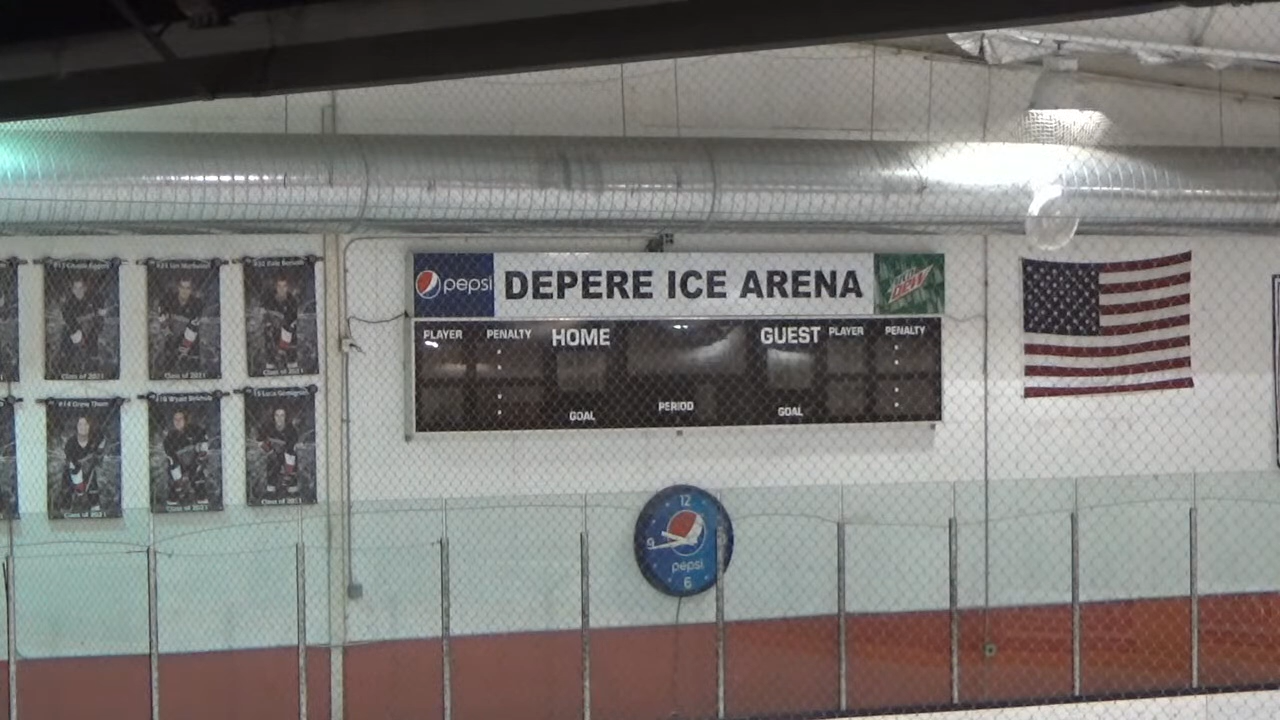 pepsi DEPERE ICE ARENA DEW
PLAYER PENALTY HOME GUEST PLAYER PENALTY
GOAL PERIOD GOAL
Class of 2021 Class of 2021 Class of 2021
Class of 2021 Class of 2021 Class of 2021
12
9
pepsi
6